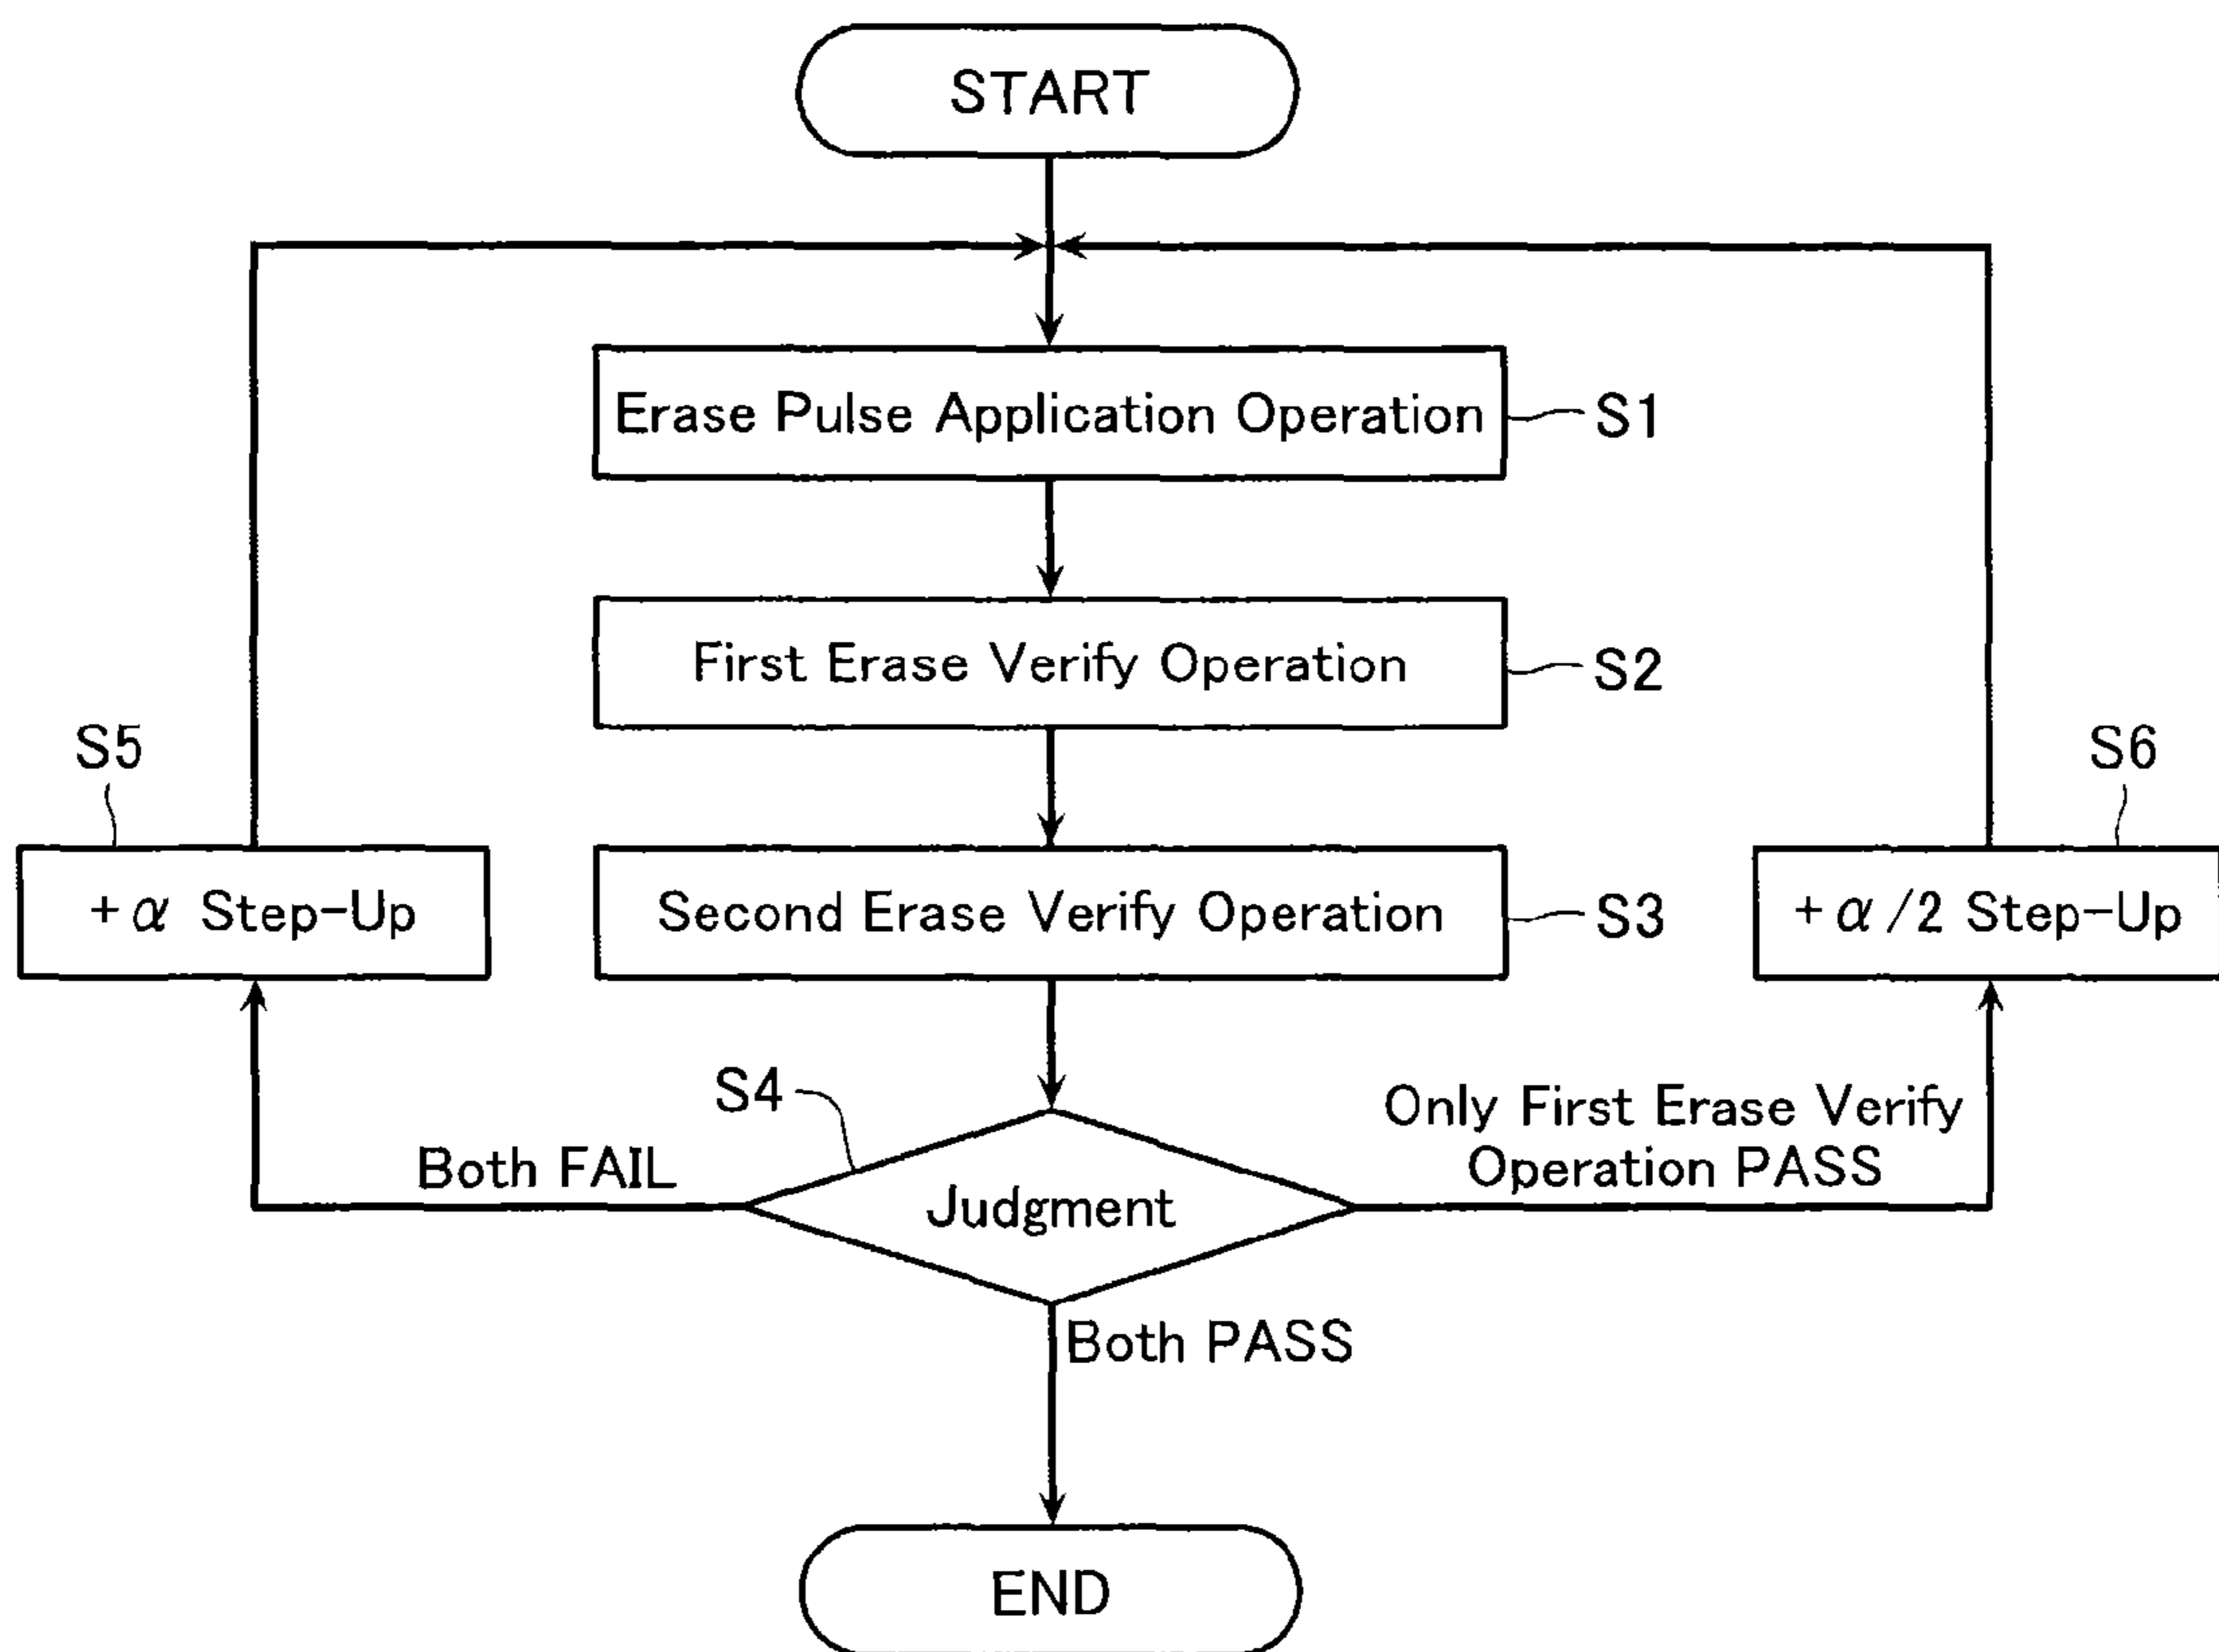 START
Erase Pulse Application Operation
S1
First Erase Verify Operation
S2
S5
S6
+α Step-Up
Second Erase Verify Operation
S3
+α/2 Step-Up
S4
Both FAIL
Judgment
Only First Erase Verify
Operation PASS
Both PASS
END